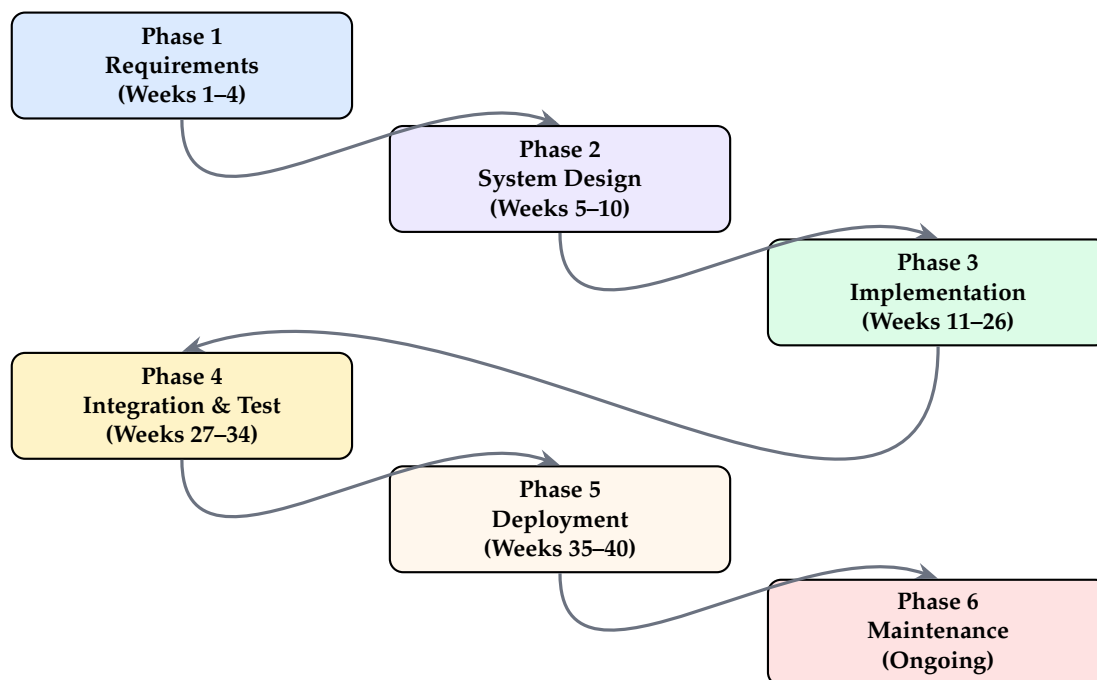 Phase 1
Requirements
(Weeks 1–4)
Phase 2
System Design
(Weeks 5–10)
Phase 3
Implementation
(Weeks 11–26)
Phase 4
Integration & Test
(Weeks 27–34)
Phase 5
Deployment
(Weeks 35–40)
Phase 6
Maintenance
(Ongoing)